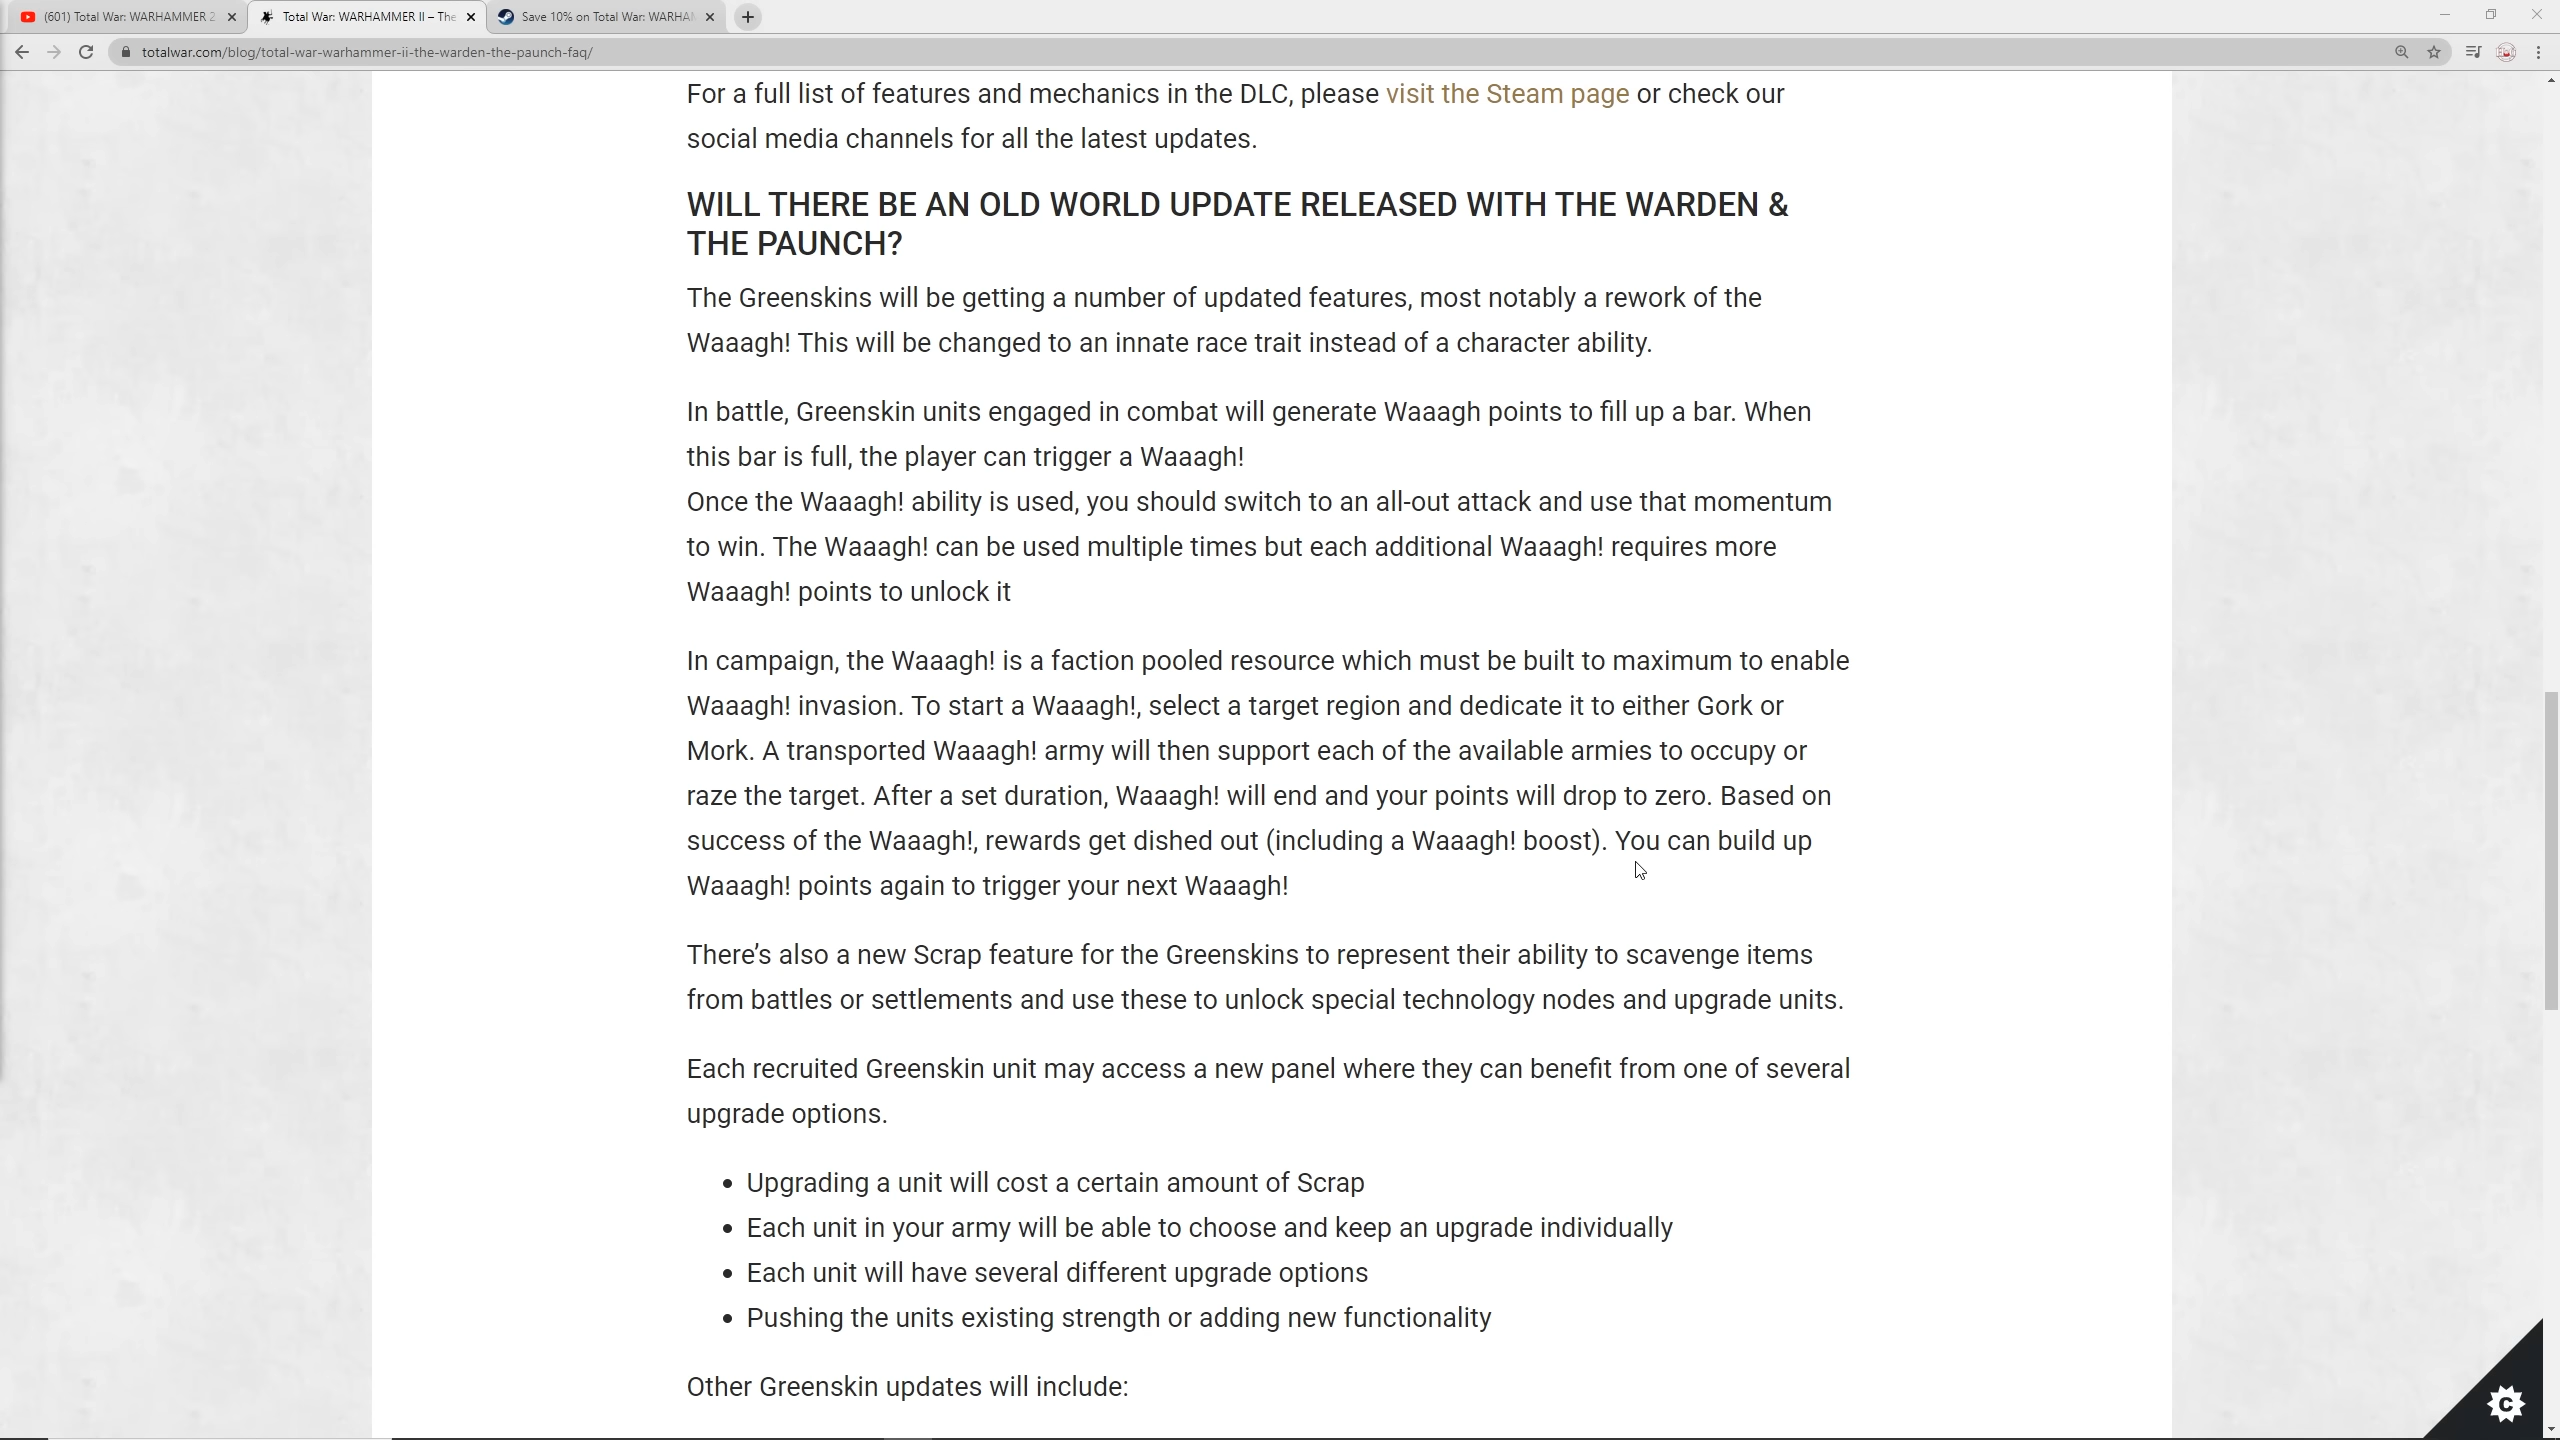 (601) Total War: WARHAMMER 2
Total War: WARHAMMER II – The
Save 10% on Total War: WARHAM
totalwar.com/blog/total-war-warhammer-ii-the-warden-the-paunch-faq/
For a full list of features and mechanics in the DLC, please visit the Steam page or check our
social media channels for all the latest updates.
WILL THERE BE AN OLD WORLD UPDATE RELEASED WITH THE WARDEN &
THE PAUNCH?
The Greenskins will be getting a number of updated features, most notably a rework of the
Waaagh! This will be changed to an innate race trait instead of a character ability.
In battle, Greenskin units engaged in combat will generate Waaagh points to fill up a bar. When
this bar is full, the player can trigger a Waaagh!
Once the Waaagh! ability is used, you should switch to an all-out attack and use that momentum
to win. The Waaagh! can be used multiple times but each additional Waaagh! requires more
Waaagh! points to unlock it
In campaign, the Waaagh! is a faction pooled resource which must be built to maximum to enable
Waaagh! invasion. To start a Waaagh!, select a target region and dedicate it to either Gork or
Mork. A transported Waaagh! army will then support each of the available armies to occupy or
raze the target. After a set duration, Waaagh! will end and your points will drop to zero. Based on
success of the Waaagh!, rewards get dished out (including a Waaagh! boost). You can build up
Waaagh! points again to trigger your next Waaagh!
There’s also a new Scrap feature for the Greenskins to represent their ability to scavenge items
from battles or settlements and use these to unlock special technology nodes and upgrade units.
Each recruited Greenskin unit may access a new panel where they can benefit from one of several
upgrade options.
• Upgrading a unit will cost a certain amount of Scrap
• Each unit in your army will be able to choose and keep an upgrade individually
• Each unit will have several different upgrade options
• Pushing the units existing strength or adding new functionality
Other Greenskin updates will include:
C